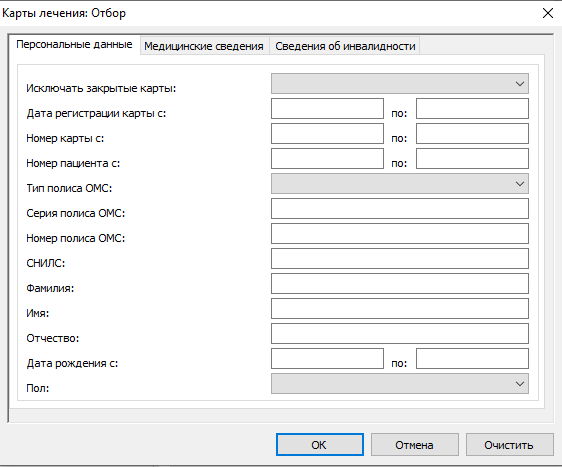 Карты лечения: Отбор
Персональные данные Медицинские сведения Сведения об инвалидности
Исключать закрытые карты:
Дата регистрации карты с: по:
Номер карты с: по:
Номер пациента с: по:
Тип полиса ОМС:
Серия полиса ОМС:
Номер полиса ОМС:
СНИЛС:
Фамилия:
Имя:
Отчество:
Дата рождения с: по:
Пол:
ОК Отмена Очистить